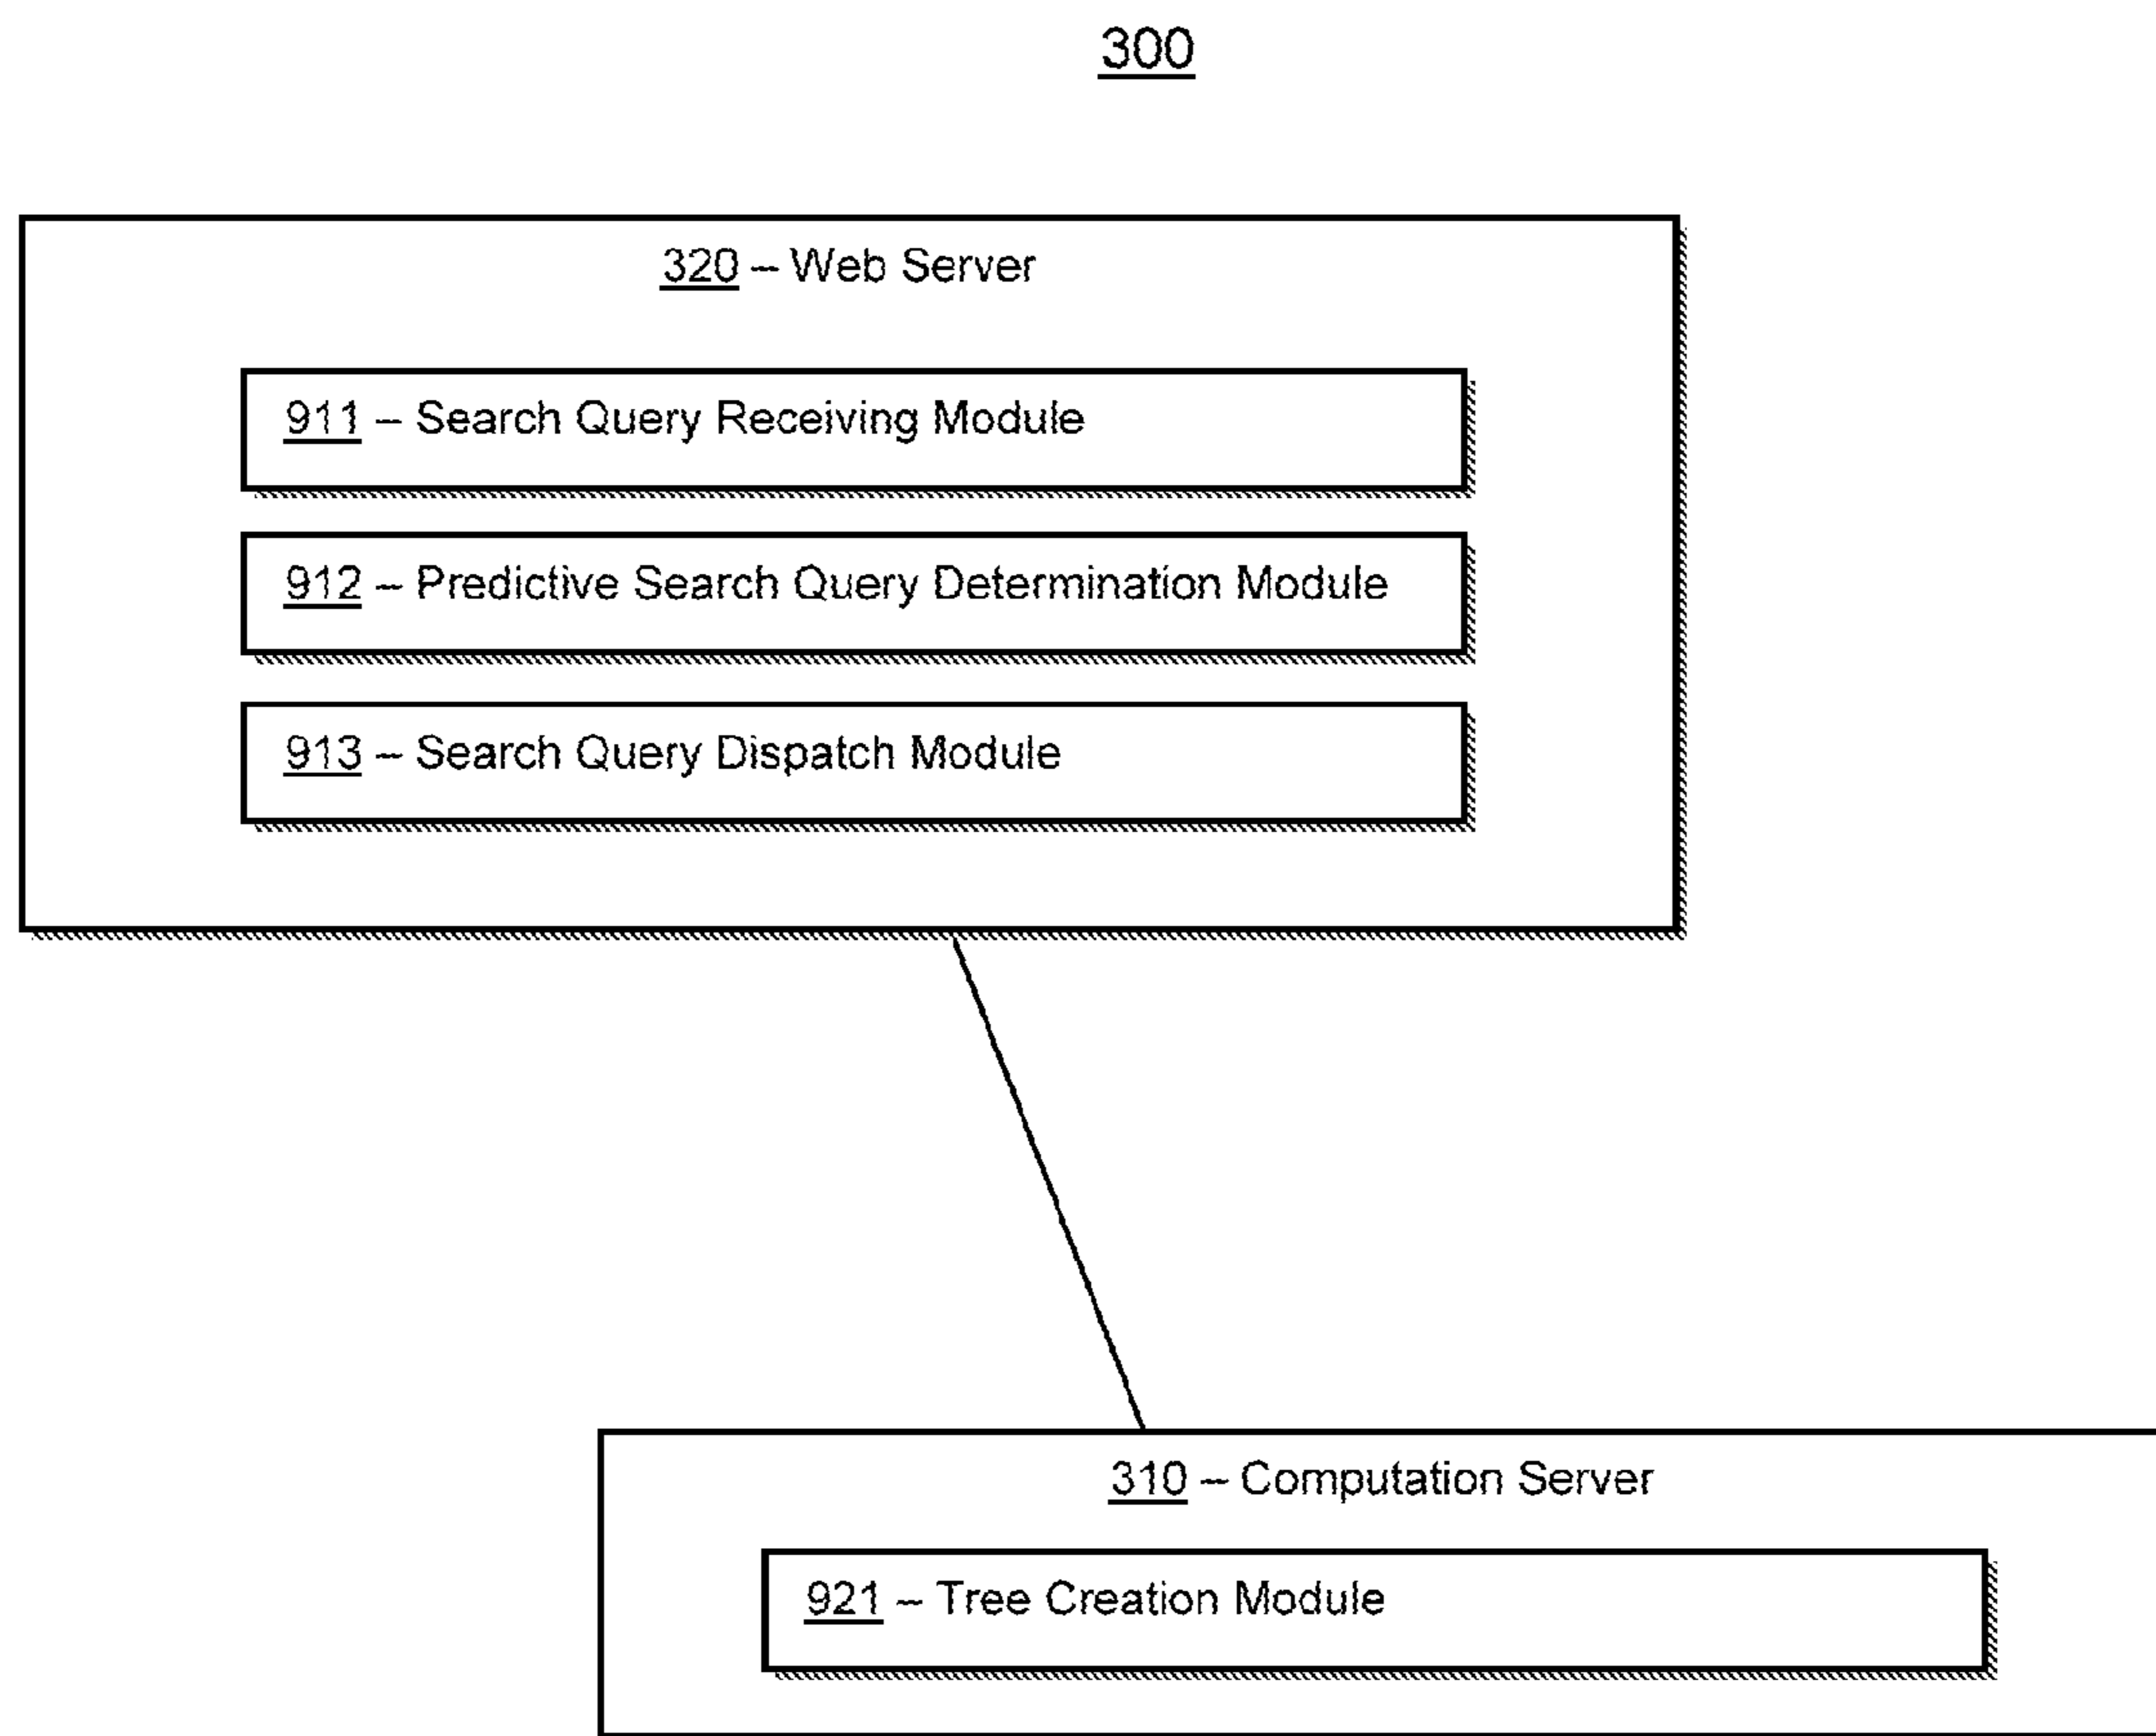 300
320 – Web Server
911 – Search Query Receiving Module
912 – Predictive Search Query Determination Module
913 – Search Query Dispatch Module
310 – Computation Server
921 – Tree Creation Module